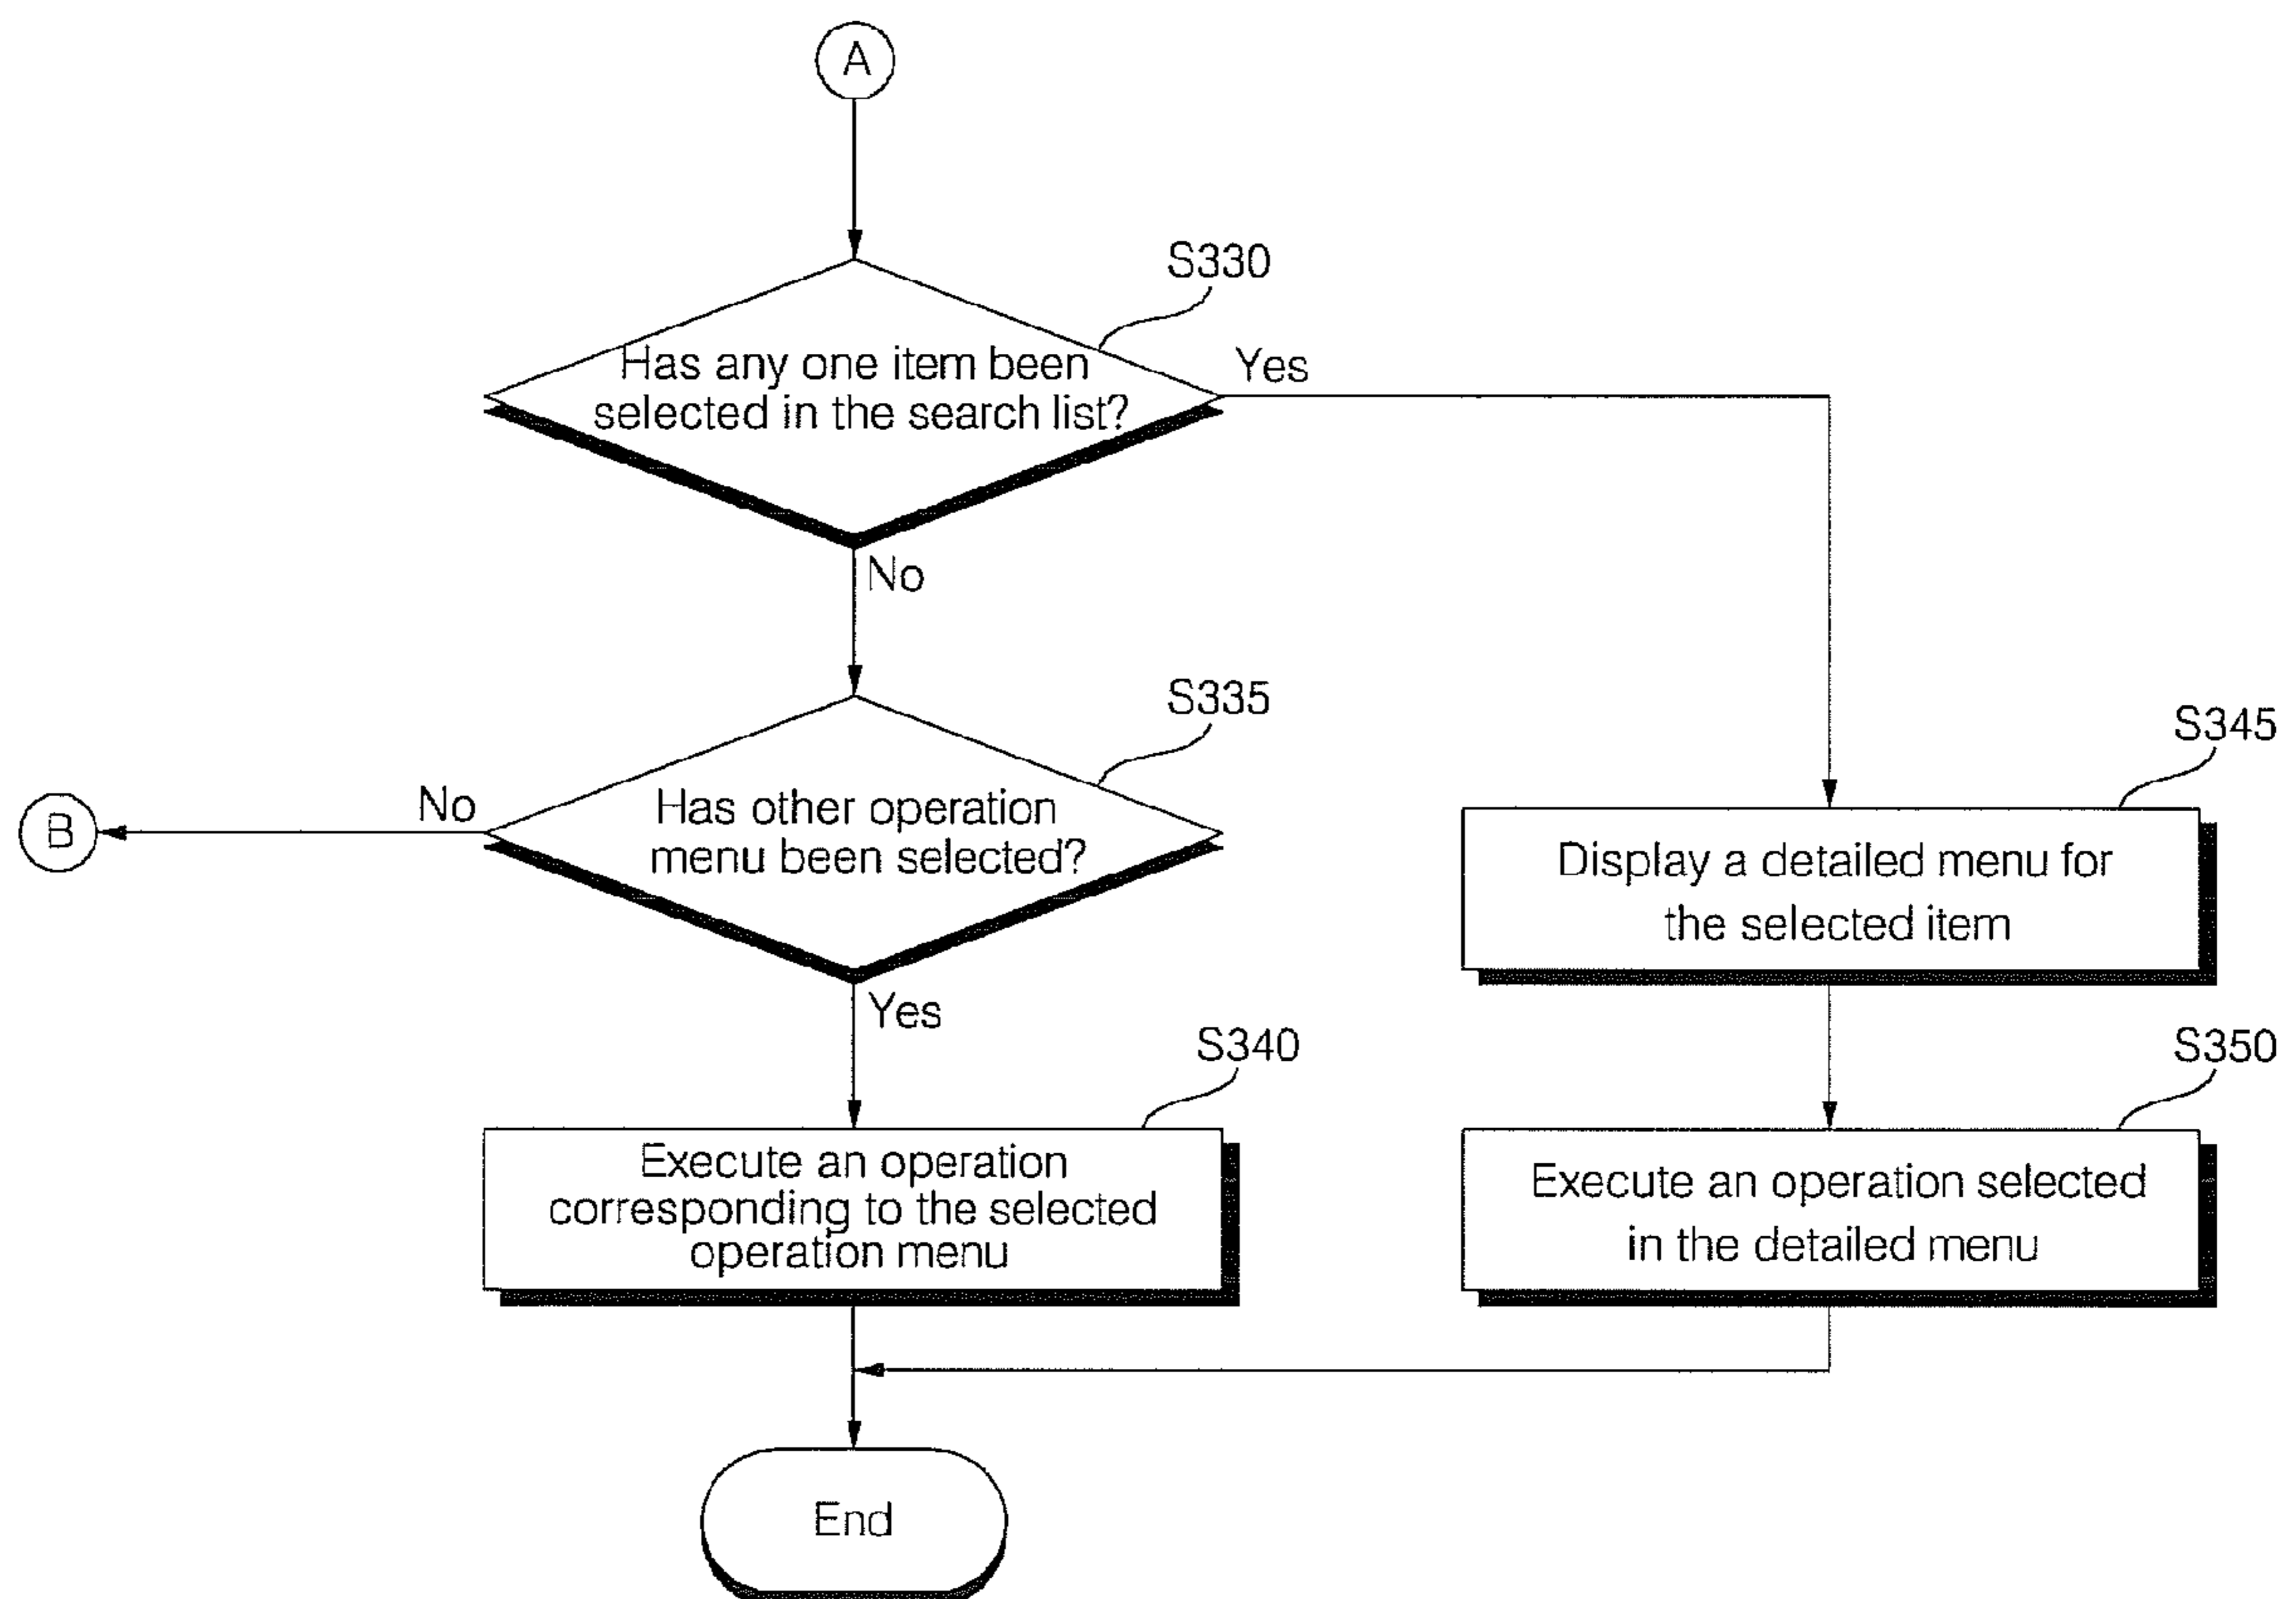 A
S330
Has any one item been
selected in the search list?
Yes
No
S335
Has other operation
menu been selected?
No
B
Yes
S345
Display a detailed menu for
the selected item
S340
Execute an operation
corresponding to the selected
operation menu
S350
Execute an operation selected
in the detailed menu
End